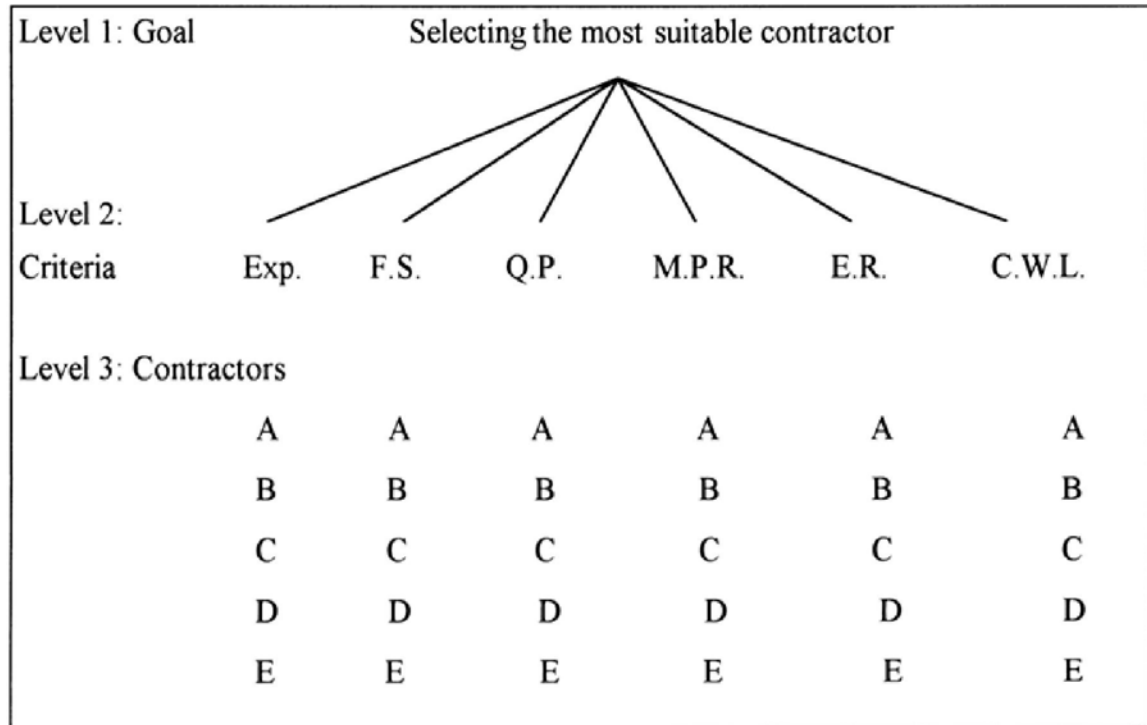 Level 1: Goal Selecting the most suitable contractor
Level 2:
Criteria Exp. F.S. Q.P. M.P.R. E.R. C.W.L.
Level 3: Contractors
A A A A A A
B B B B B B
C C C C C C
D D D D D D
E E E E E E